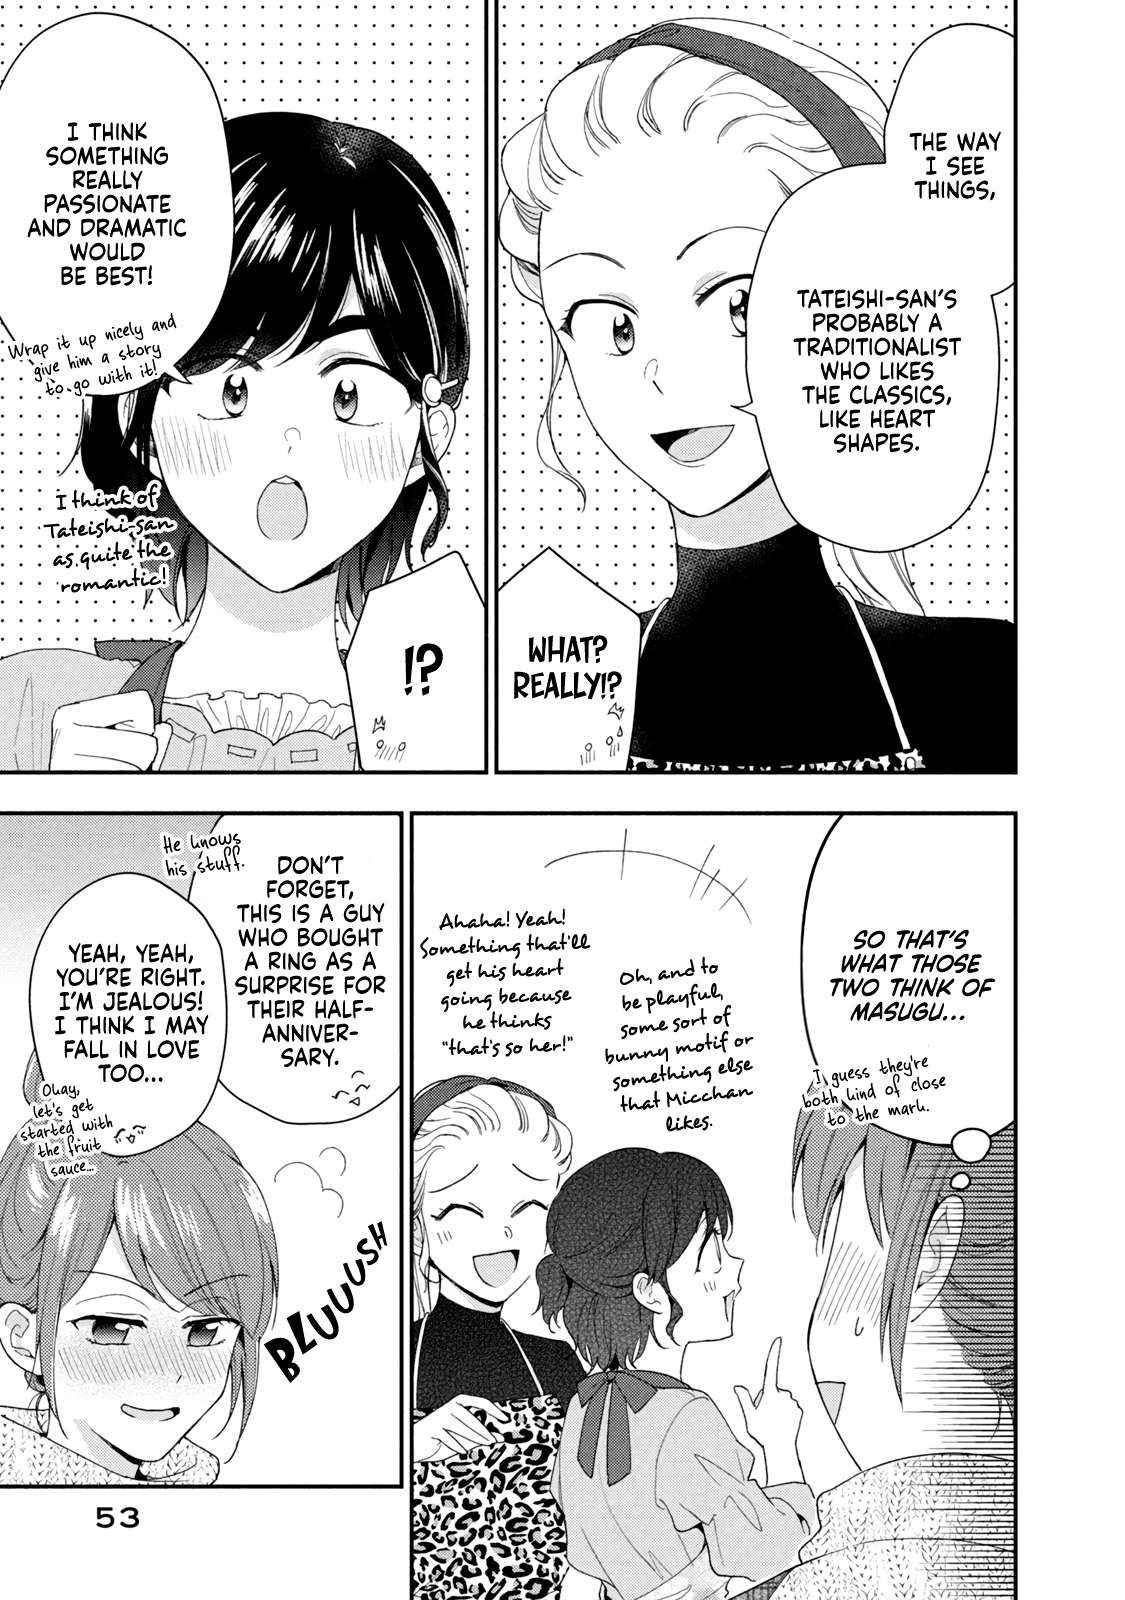 THE WAY
I SEE
THINGS,
TATEISHI-SAN'S
PROBABLY A
TRADITIONALIST
WHO LIKES
THE CLASSICS,
LIKE HEART
SHAPES.
WHAT?
REALLY!?
I THINK
SOMETHING
REALLY
PASSIONATE
AND DRAMATIC
WOULD
BE BEST!
Wrap it up nicely and
give him a story
to go with it!
I think of
Tateishi-san
as quite the
romantic!
!?
SO THAT'S
WHAT THOSE
TWO THINK OF
MASUGU...
I guess they're
both kind of close
to the mark.
Oh, and to
be playful,
some sort of
bunny motif or
something else
that Micchan
likes.
Ahaha! Yeah!
Something that'll
get his heart
going because
he thinks
"that's so her!"
DON'T
FORGET,
THIS IS A GUY
WHO BOUGHT
A RING AS A
SURPRISE FOR
THEIR HALF-
ANNIVER-
SARY.
He knows
his stuff.
YEAH, YEAH,
YOU'RE RIGHT.
I'M JEALOUS!
I THINK I MAY
FALL IN LOVE
TOO...
Okay,
let's get
started with
the fruit
sauce...
BLUUUSH
53